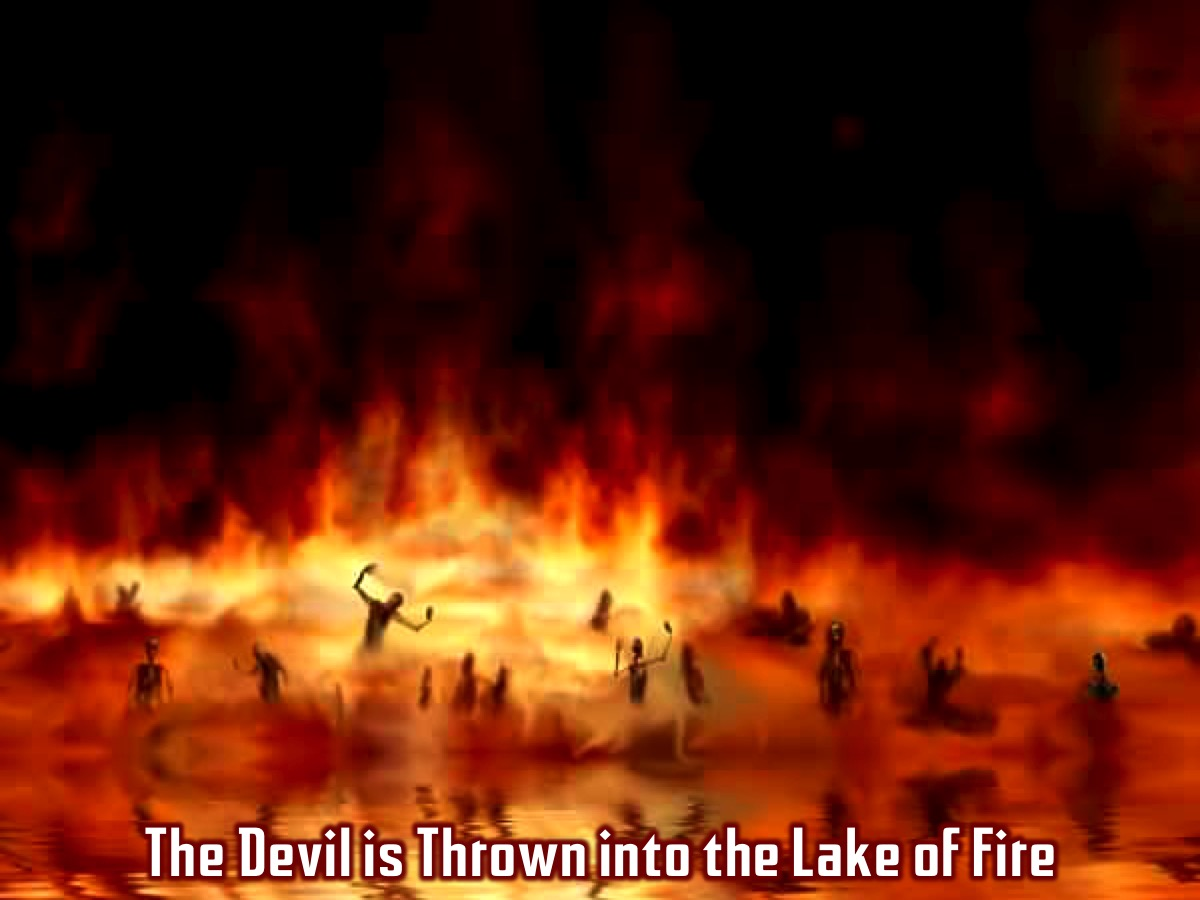 The Devil is Thrown into the Lake of Fire